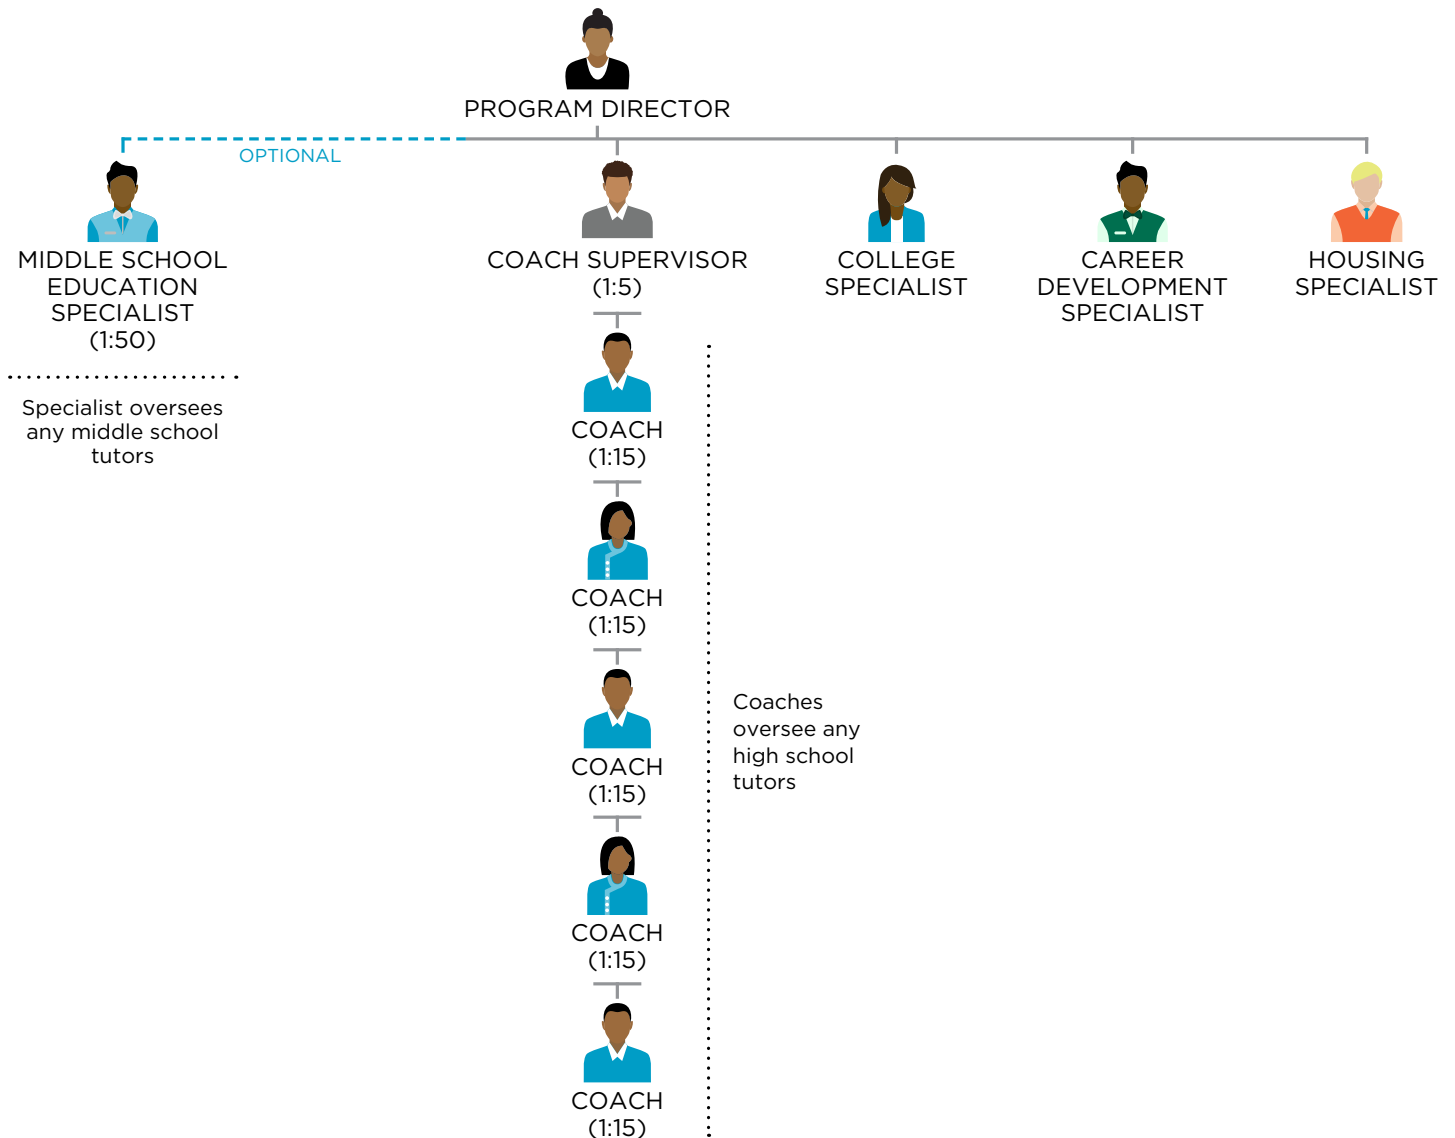 PROGRAM DIRECTOR
OPTIONAL
MIDDLE SCHOOL
EDUCATION
SPECIALIST
(1:50)
Specialist oversees
any middle school
tutors
COACH SUPERVISOR
(1:5)
COACH
(1:15)
COACH
(1:15)
COACH
(1:15)
COACH
(1:15)
COACH
(1:15)
Coaches
oversee any
high school
tutors
COLLEGE
SPECIALIST
CAREER
DEVELOPMENT
SPECIALIST
HOUSING
SPECIALIST